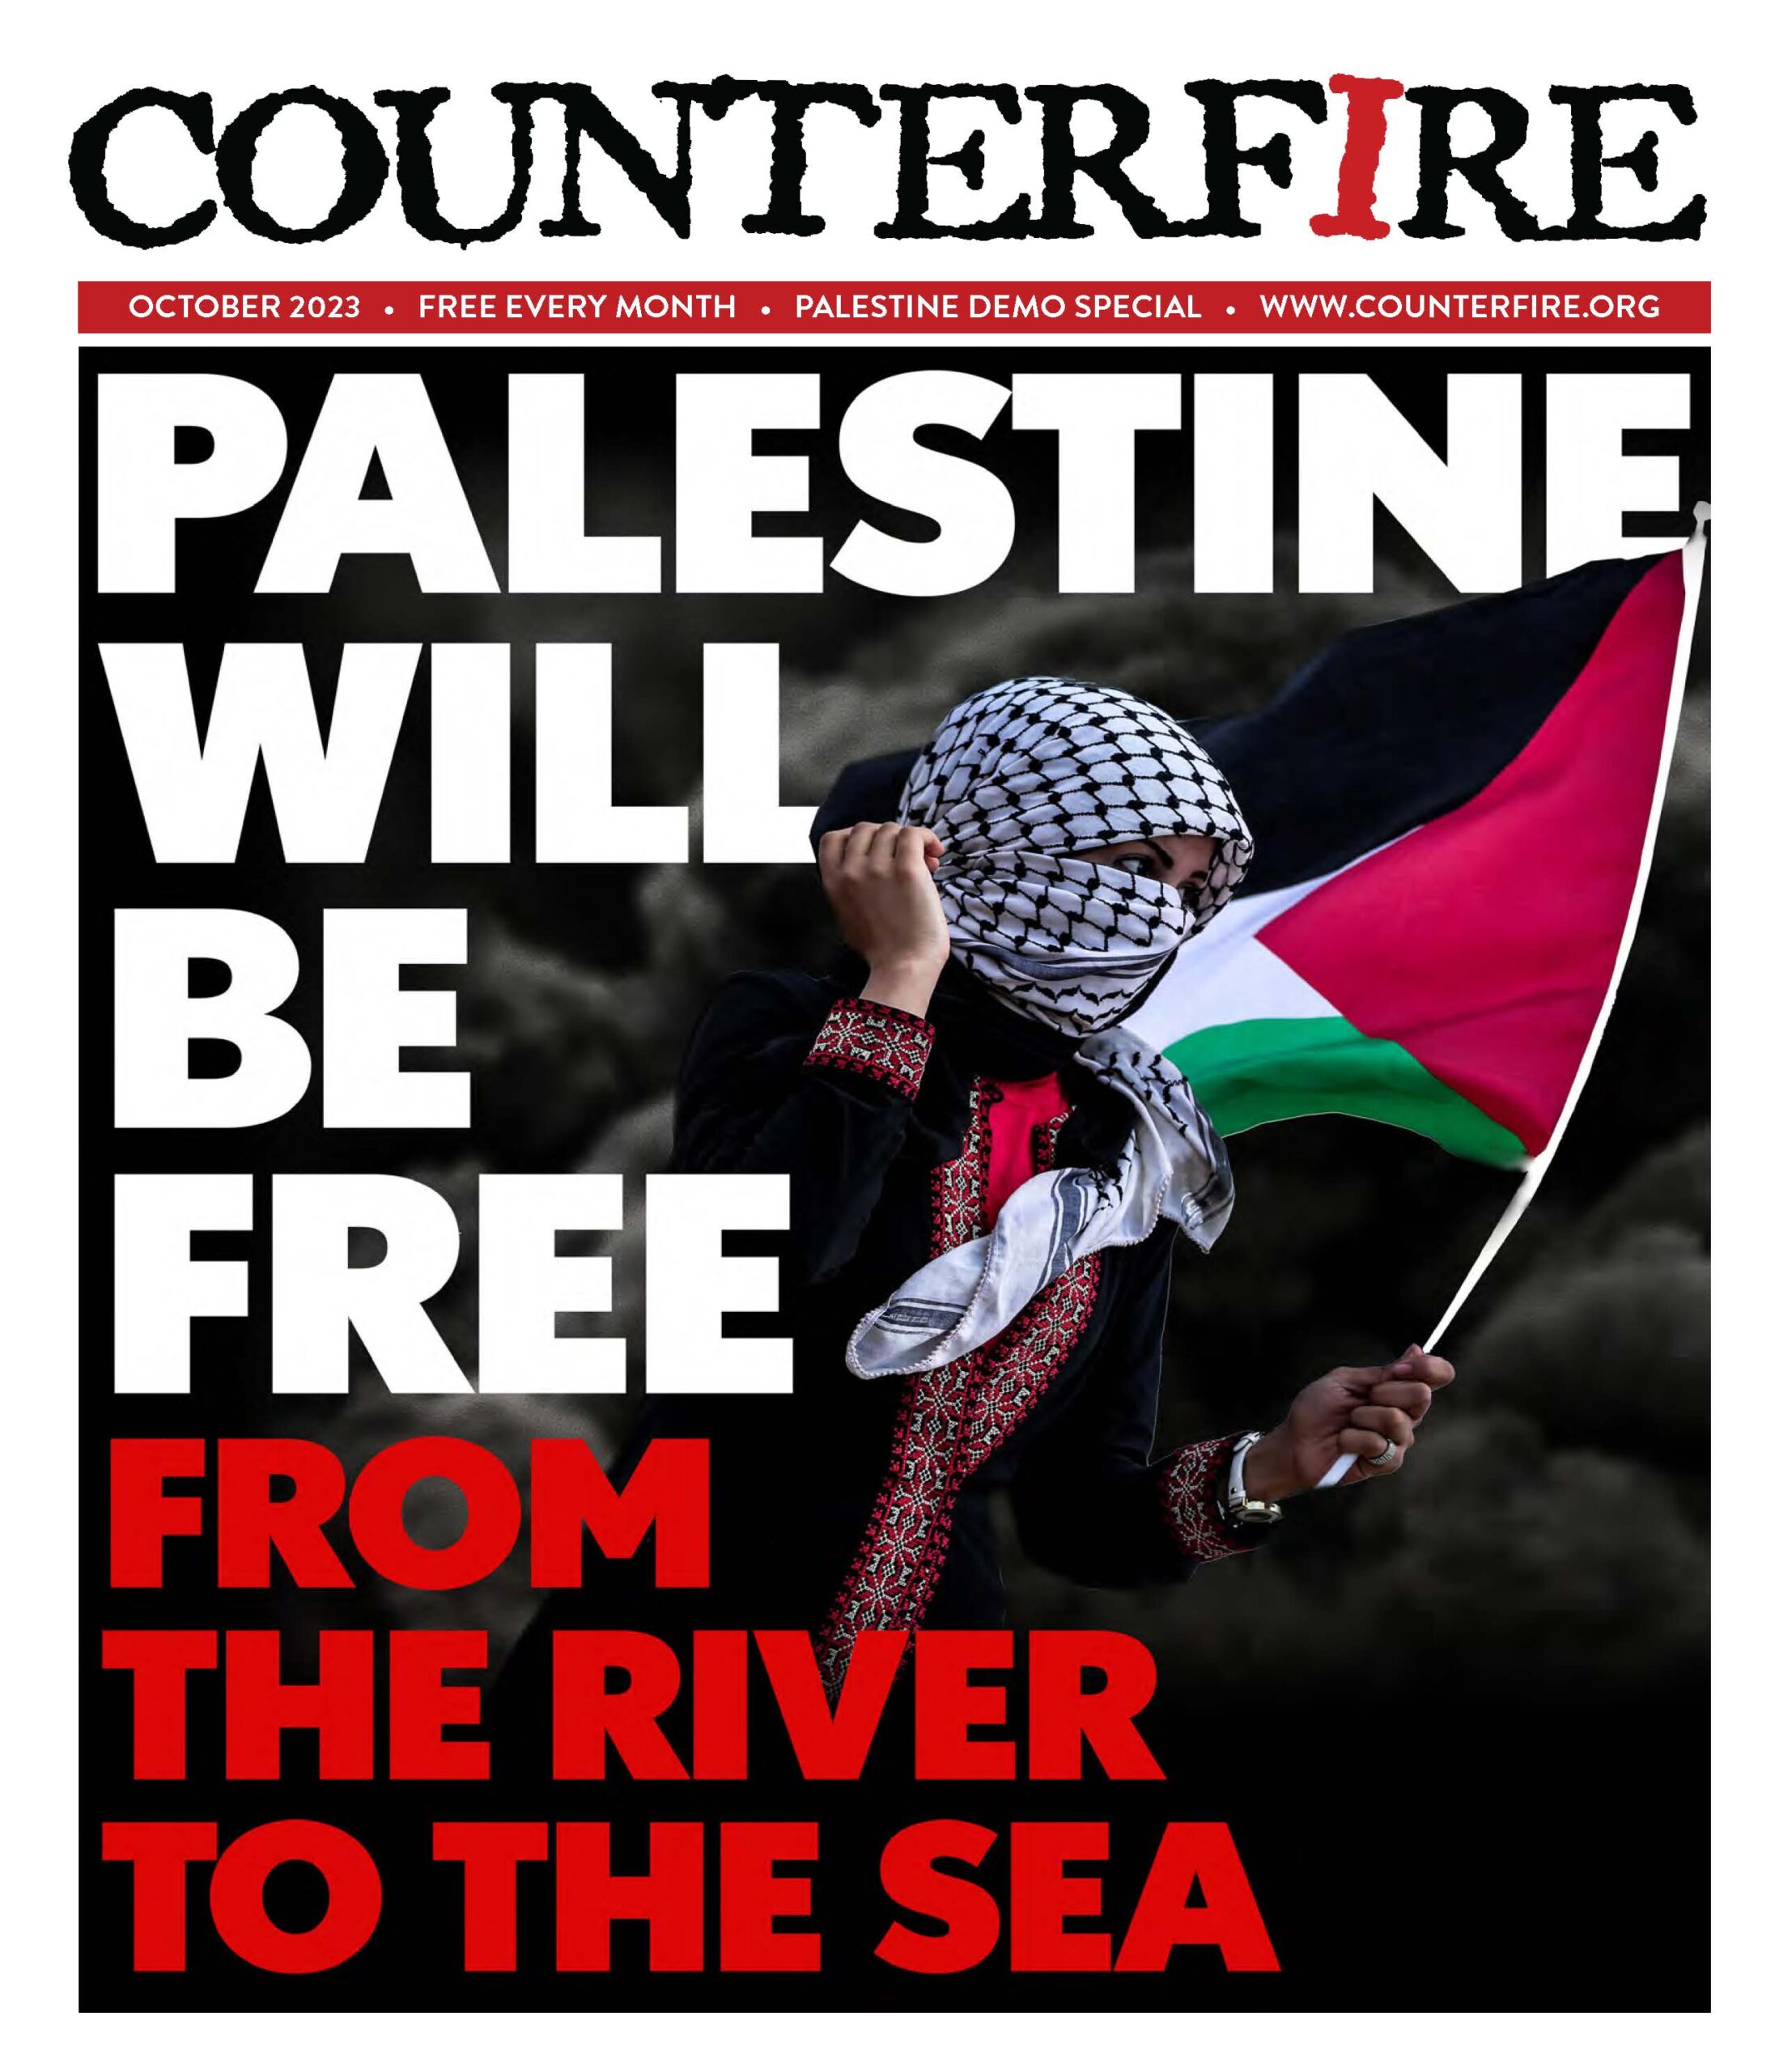 COUNTERFIRE
OCTOBER 2023 • FREE EVERY MONTH • PALESTINE DEMO SPECIAL • WWW.COUNTERFIRE.ORG
PALESTINE
WILL
BE
FREE
FROM
THE RIVER
TO THE SEA